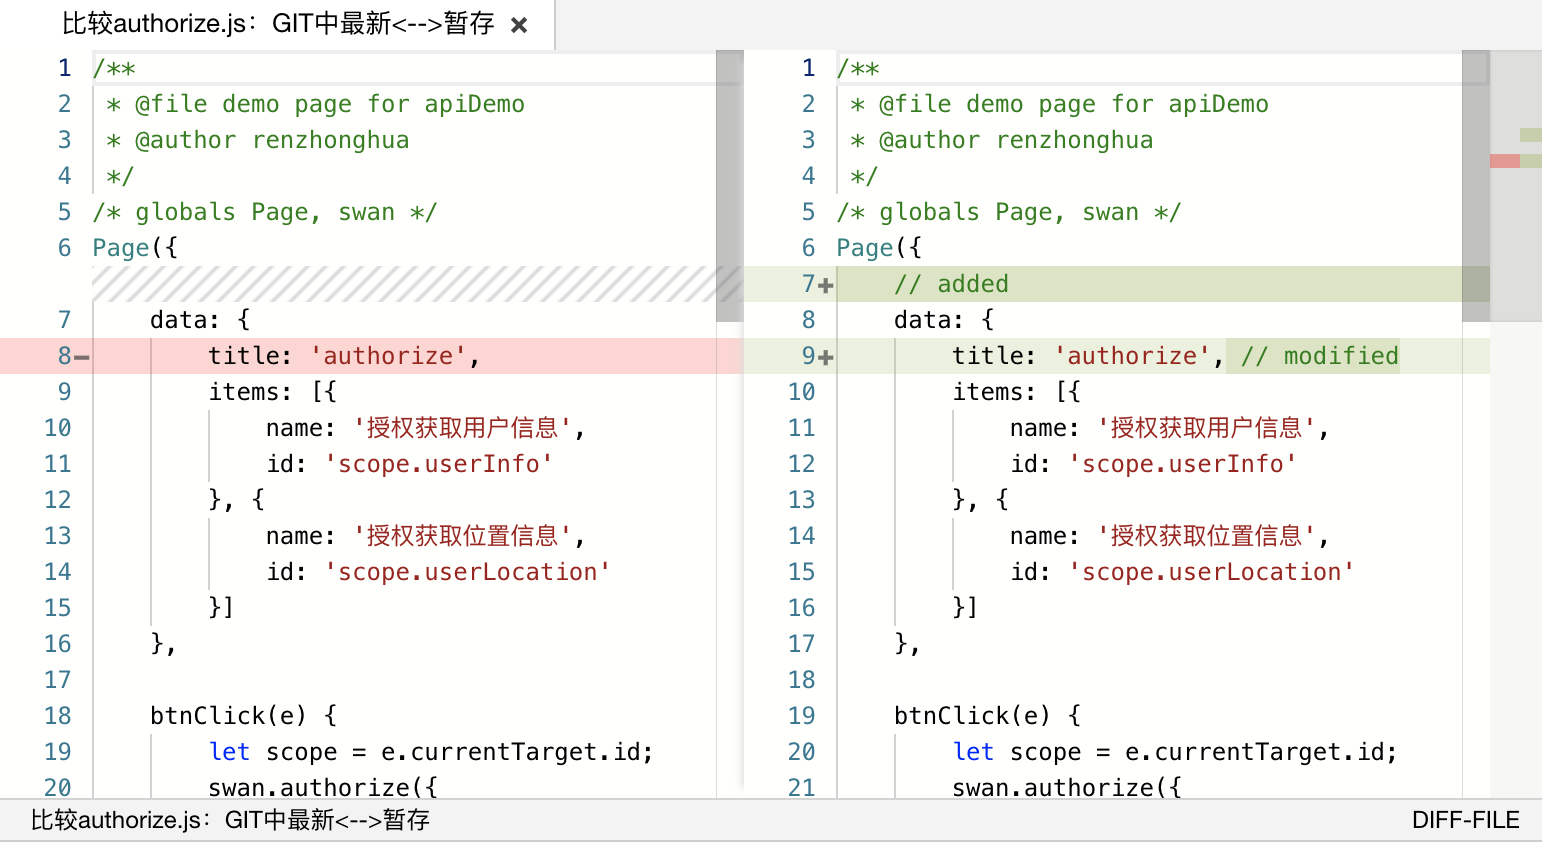 比较authorize.js：GIT中最新<-->暂存 ×
1 /**
2  * @file demo page for apiDemo
3  * @author renzhonghua
4  */
5 /* globals Page, swan */
6 Page({
7     data: {
8−        title: 'authorize',
9         items: [{
10            name: '授权获取用户信息',
11            id: 'scope.userInfo'
12        }, {
13            name: '授权获取位置信息',
14            id: 'scope.userLocation'
15        }]
16    },
17
18    btnClick(e) {
19        let scope = e.currentTarget.id;
20        swan.authorize({
1 /**
2  * @file demo page for apiDemo
3  * @author renzhonghua
4  */
5 /* globals Page, swan */
6 Page({
7+    // added
8     data: {
9+        title: 'authorize', // modified
10        items: [{
11            name: '授权获取用户信息',
12            id: 'scope.userInfo'
13        }, {
14            name: '授权获取位置信息',
15            id: 'scope.userLocation'
16        }]
17    },
18
19    btnClick(e) {
20        let scope = e.currentTarget.id;
21        swan.authorize({
比较authorize.js：GIT中最新<-->暂存
DIFF-FILE